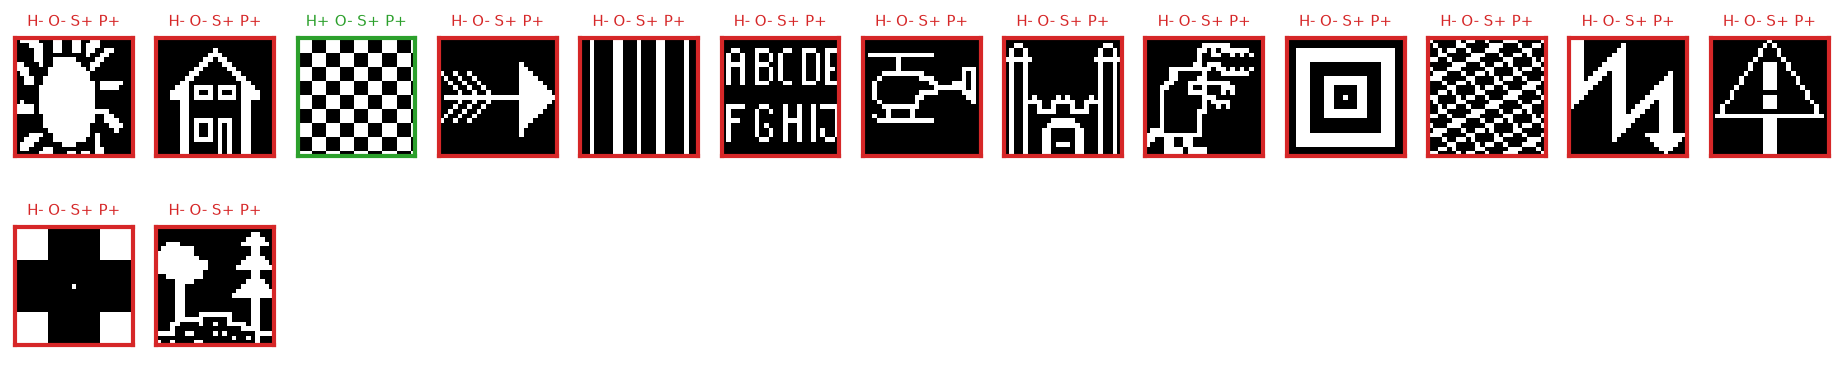 H- O- S+ P+ H- O- S+ P+ H+ O- S+ P+ H- O- S+ P+ H- O- S+ P+ H- O- S+ P+ H- O- S+ P+ H- O- S+ P+ H- O- S+ P+ H- O- S+ P+ H- O- S+ P+ H- O- S+ P+ H- O- S+ P+
ABCDE
FGHIJ
H- O- S+ P+ H- O- S+ P+